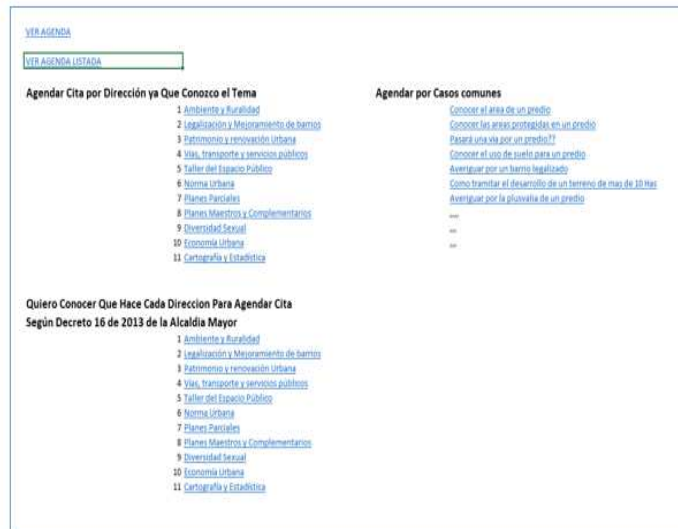 VER AGENDA
VER AGENDA LISTADA
Agendar Cita por Dirección ya Que Conozco el Tema
1 Ambiente y Ruralidad
2 Legalización y Mejoramiento de barrios
3 Patrimonio y renovación Urbana
4 Vías, transporte y servicios públicos
5 Taller del Espacio Público
6 Norma Urbana
7 Planes Parciales
8 Planes Maestros y Complementarios
9 Diversidad Sexual
10 Economía Urbana
11 Cartografía y Estadística
Agendar por Casos comunes
Conocer el area de un predio
Conocer las areas protegidas en un predio
Pasará una via por un predio??
Conocer el uso de suelo para un predio
Averiguar por un barrio legalizado
Como tramitar el desarrollo de un terreno de mas de 10 Has
Averiguar por la plusvalia de un predio
Quiero Conocer Que Hace Cada Direccion Para Agendar Cita
Según Decreto 16 de 2013 de la Alcaldia Mayor
1 Ambiente y Ruralidad
2 Legalización y Mejoramiento de barrios
3 Patrimonio y renovación Urbana
4 Vías, transporte y servicios públicos
5 Taller del Espacio Público
6 Norma Urbana
7 Planes Parciales
8 Planes Maestros y Complementarios
9 Diversidad Sexual
10 Economía Urbana
11 Cartografía y Estadística